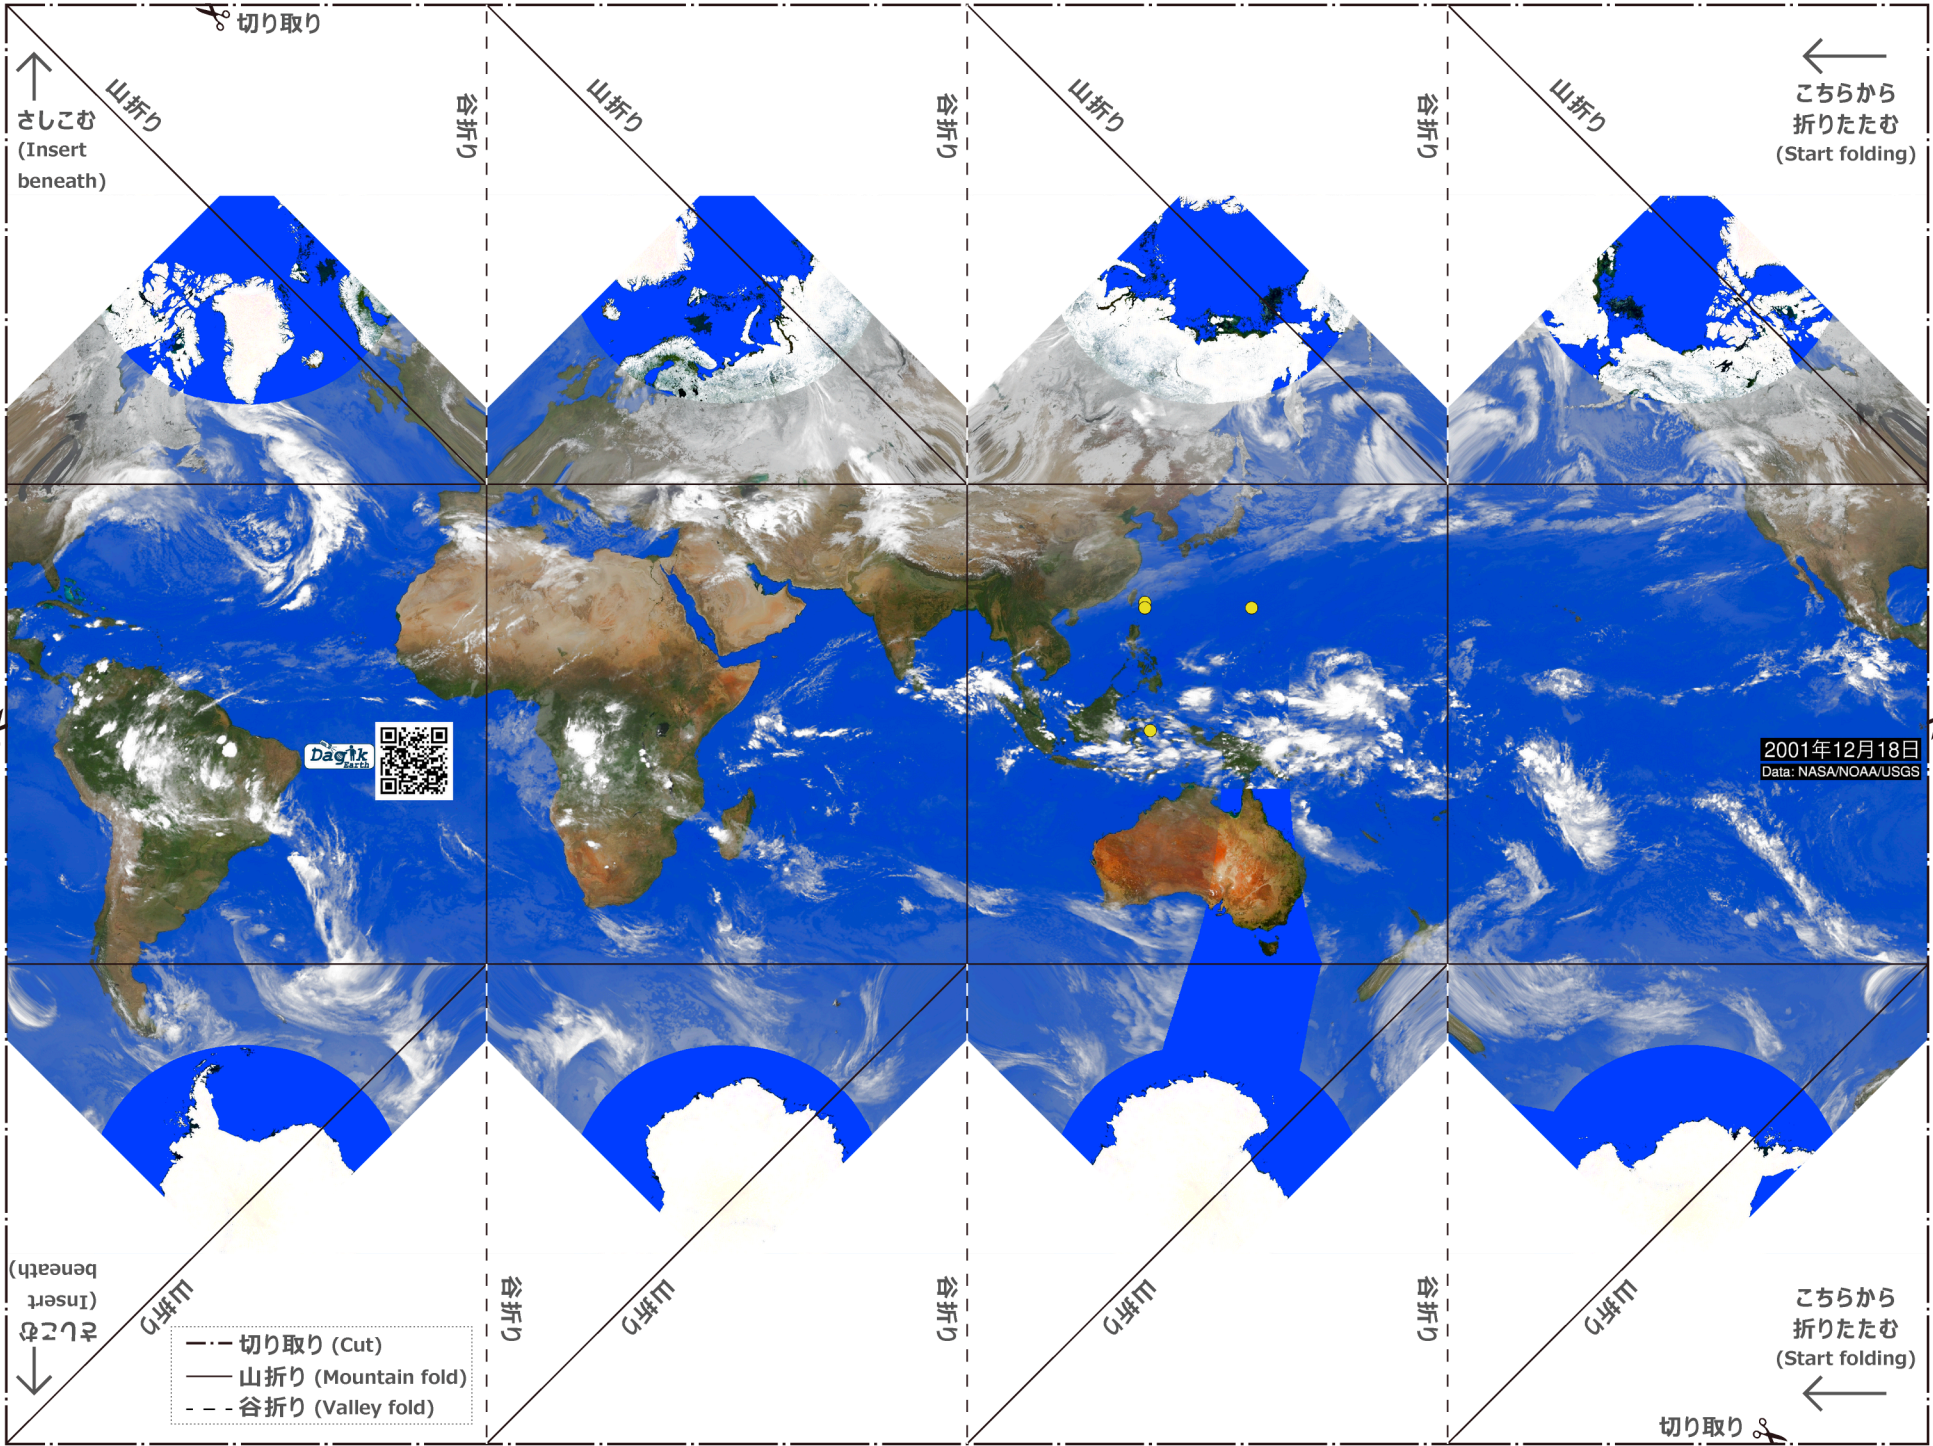 切り取り
山折り
谷折り
山折り
谷折り
山折り
谷折り
山折り
さしこむ
(Insert
beneath)
こちらから
折りたたむ
(Start folding)
Dagik
Earth
2001年12月18日
Data: NASA/NOAA/USGS
さしこむ
(Insert
beneath)
山折り
谷折り
山折り
谷折り
山折り
谷折り
山折り
切り取り (Cut)
山折り (Mountain fold)
谷折り (Valley fold)
こちらから
折りたたむ
(Start folding)
切り取り